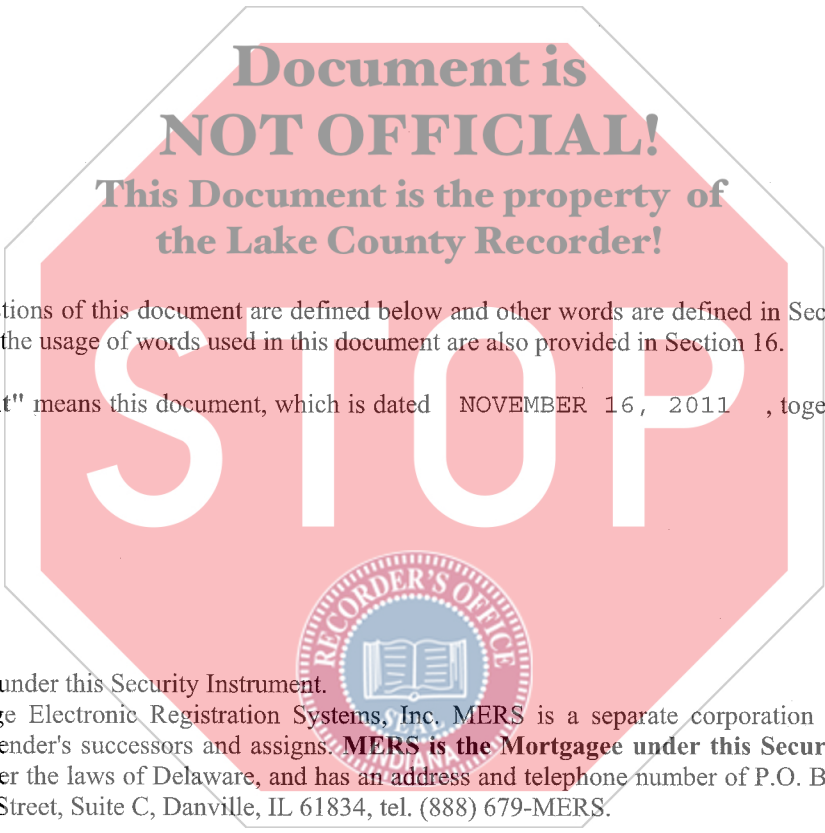 Document is
NOT OFFICIAL!
This Document is the property of
the Lake County Recorder!
tions of this document are defined below and other words are defined in Sec
the usage of words used in this document are also provided in Section 16.
t" means this document, which is dated NOVEMBER 16, 2011 , toge
STOP
RECORDER'S OFFICE
SEAL
INDIANA
under this Security Instrument.
ge Electronic Registration Systems, Inc. MERS is a separate corporation
ender's successors and assigns. MERS is the Mortgagee under this Secur
er the laws of Delaware, and has an address and telephone number of P.O. B
Street, Suite C, Danville, IL 61834, tel. (888) 679-MERS.